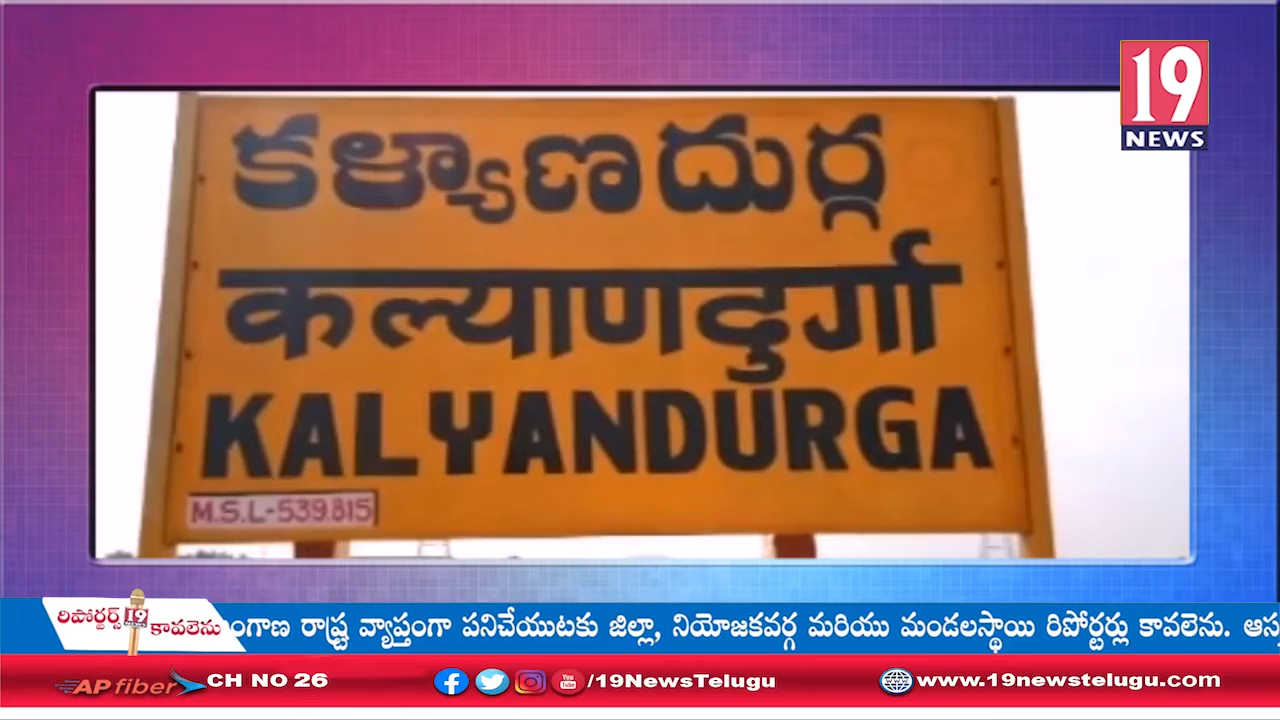 19
NEWS
కళ్యాణదుర్గ
कल्याणदुर्गा
KALYANDURGA
M.S.L-539.815
రిపోర్టర్స్ 19 కావలెను
ంగాణ రాష్ట్ర వ్యాప్తంగా పనిచేయుటకు జిల్లా, నియోజకవర్గ మరియు మండలస్థాయి రిపోర్టర్లు కావలెను.
AP fiber CH NO 26 /19NewsTelugu www.19newstelugu.com